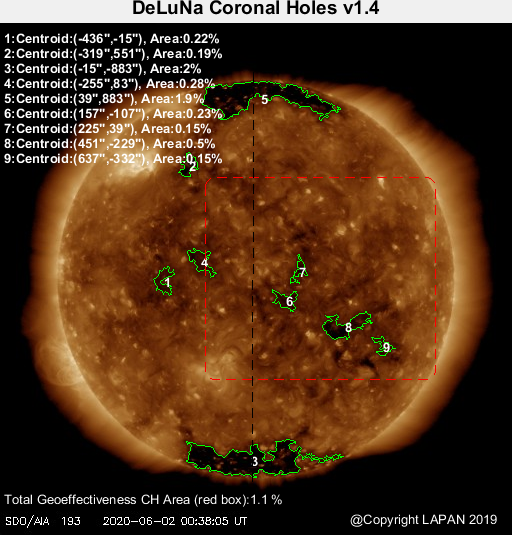 DeLuNa Coronal Holes v1.4
1:Centroid:(-436",-15"), Area:0.22%
2:Centroid:(-319",551"), Area:0.19%
3:Centroid:(-15",-883"), Area:2%
4:Centroid:(-255",83"), Area:0.28%
5:Centroid:(39",883"), Area:1.9%
6:Centroid:(157",-107"), Area:0.23%
7:Centroid:(225",39"), Area:0.15%
8:Centroid:(451",-229"), Area:0.5%
9:Centroid:(637",-332"), Area:0.15%
5
2
4
7
1
6
8
9
3
Total Geoeffectiveness CH Area (red box):1.1 %
SDO/AIA 193 2020-06-02 00:38:05 UT
@Copyright LAPAN 2019